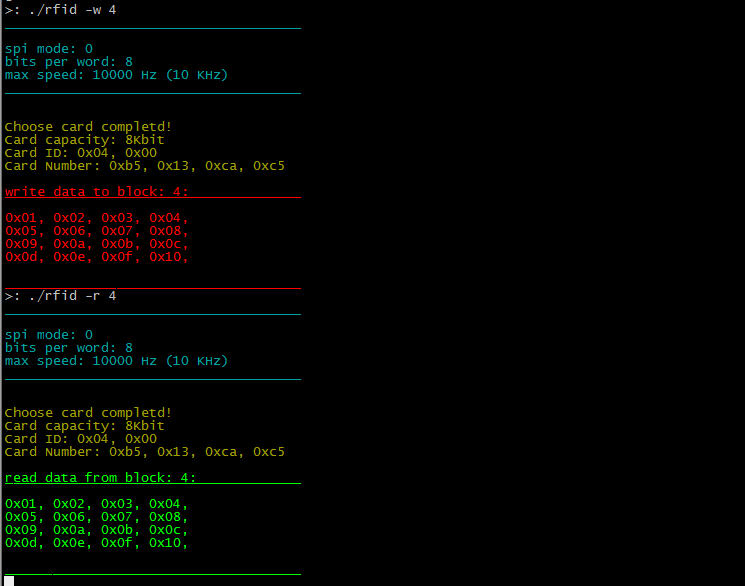 >: ./rfid -w 4
spi mode: 0
bits per word: 8
max speed: 10000 Hz (10 KHz)
Choose card completd!
Card capacity: 8Kbit
Card ID: 0x04, 0x00
Card Number: 0xb5, 0x13, 0xca, 0xc5
write data to block: 4:
0x01, 0x02, 0x03, 0x04,
0x05, 0x06, 0x07, 0x08,
0x09, 0x0a, 0x0b, 0x0c,
0x0d, 0x0e, 0x0f, 0x10,
>: ./rfid -r 4
spi mode: 0
bits per word: 8
max speed: 10000 Hz (10 KHz)
Choose card completd!
Card capacity: 8Kbit
Card ID: 0x04, 0x00
Card Number: 0xb5, 0x13, 0xca, 0xc5
read data from block: 4:
0x01, 0x02, 0x03, 0x04,
0x05, 0x06, 0x07, 0x08,
0x09, 0x0a, 0x0b, 0x0c,
0x0d, 0x0e, 0x0f, 0x10,